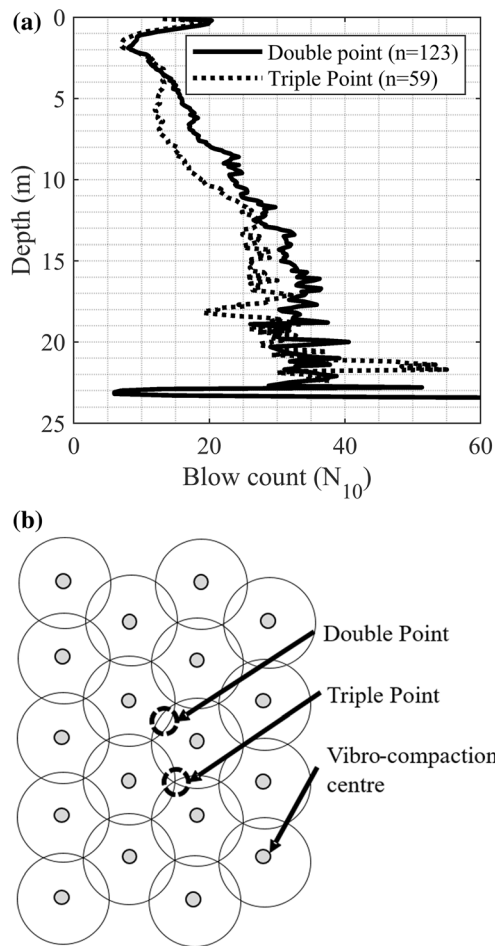 (a)
0
5
10
15
20
25
Depth (m)
Double point (n=123)
Triple Point (n=59)
0
20
40
60
Blow count (N₁₀)
(b)
Double Point
Triple Point
Vibro-compaction
centre